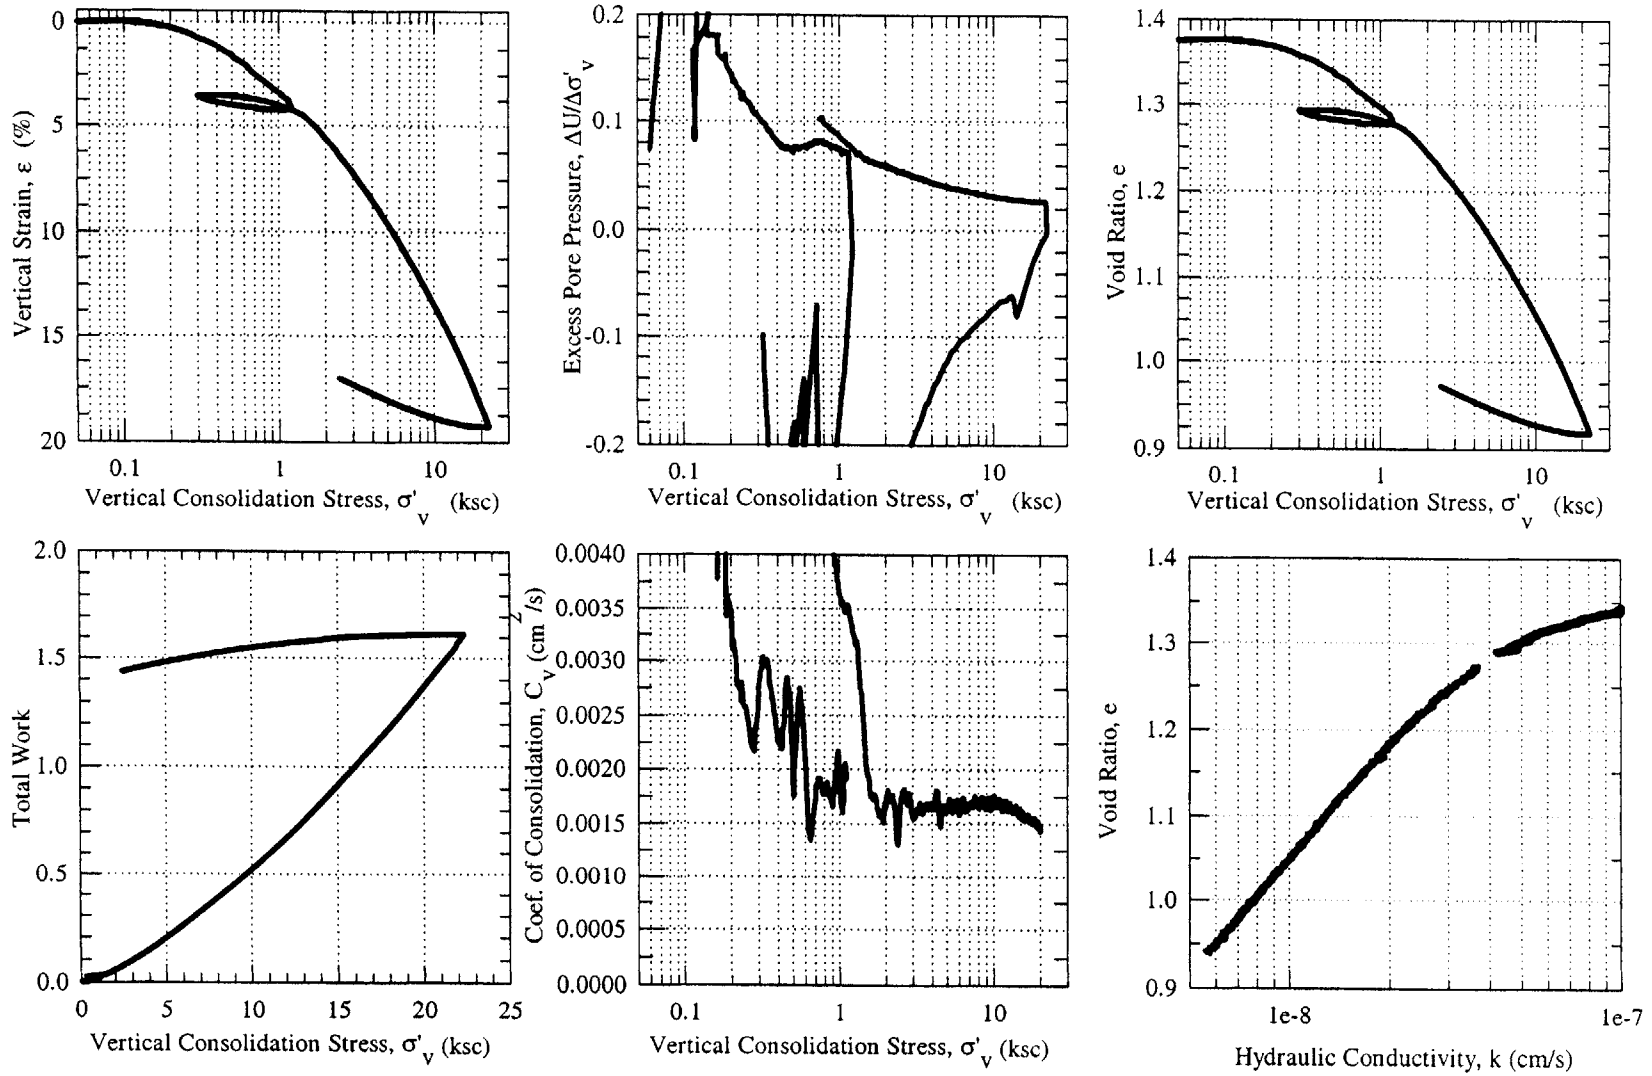 0
5
10
15
20
Vertical Strain, ε (%)
0.1 1 10
Vertical Consolidation Stress, σ'v (ksc)
0.2
0.1
0.0
-0.1
-0.2
Excess Pore Pressure, ΔU/Δσ'v
0.1 1 10
Vertical Consolidation Stress, σ'v (ksc)
1.4
1.3
1.2
1.1
1.0
0.9
Void Ratio, e
0.1 1 10
Vertical Consolidation Stress, σ'v (ksc)
2.0
1.5
1.0
0.5
0.0
Total Work
0 5 10 15 20 25
Vertical Consolidation Stress, σ'v (ksc)
0.0040
0.0035
0.0030
0.0025
0.0020
0.0015
0.0010
0.0005
0.0000
Coef. of Consolidation, Cv (cm²/s)
0.1 1 10
Vertical Consolidation Stress, σ'v (ksc)
1.4
1.3
1.2
1.1
1.0
0.9
Void Ratio, e
1e-8 1e-7
Hydraulic Conductivity, k (cm/s)